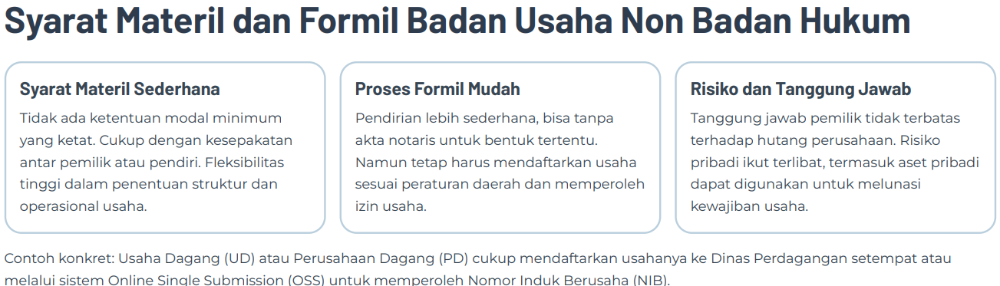 Syarat Materil dan Formil Badan Usaha Non Badan Hukum
Syarat Materil Sederhana
Tidak ada ketentuan modal minimum
yang ketat. Cukup dengan kesepakatan
antar pemilik atau pendiri. Fleksibilitas
tinggi dalam penentuan struktur dan
operasional usaha.
Proses Formil Mudah
Pendirian lebih sederhana, bisa tanpa
akta notaris untuk bentuk tertentu.
Namun tetap harus mendaftarkan usaha
sesuai peraturan daerah dan memperoleh
izin usaha.
Risiko dan Tanggung Jawab
Tanggung jawab pemilik tidak terbatas
terhadap hutang perusahaan. Risiko
pribadi ikut terlibat, termasuk aset pribadi
dapat digunakan untuk melunasi
kewajiban usaha.
Contoh konkret: Usaha Dagang (UD) atau Perusahaan Dagang (PD) cukup mendaftarkan usahanya ke Dinas Perdagangan setempat atau
melalui sistem Online Single Submission (OSS) untuk memperoleh Nomor Induk Berusaha (NIB).